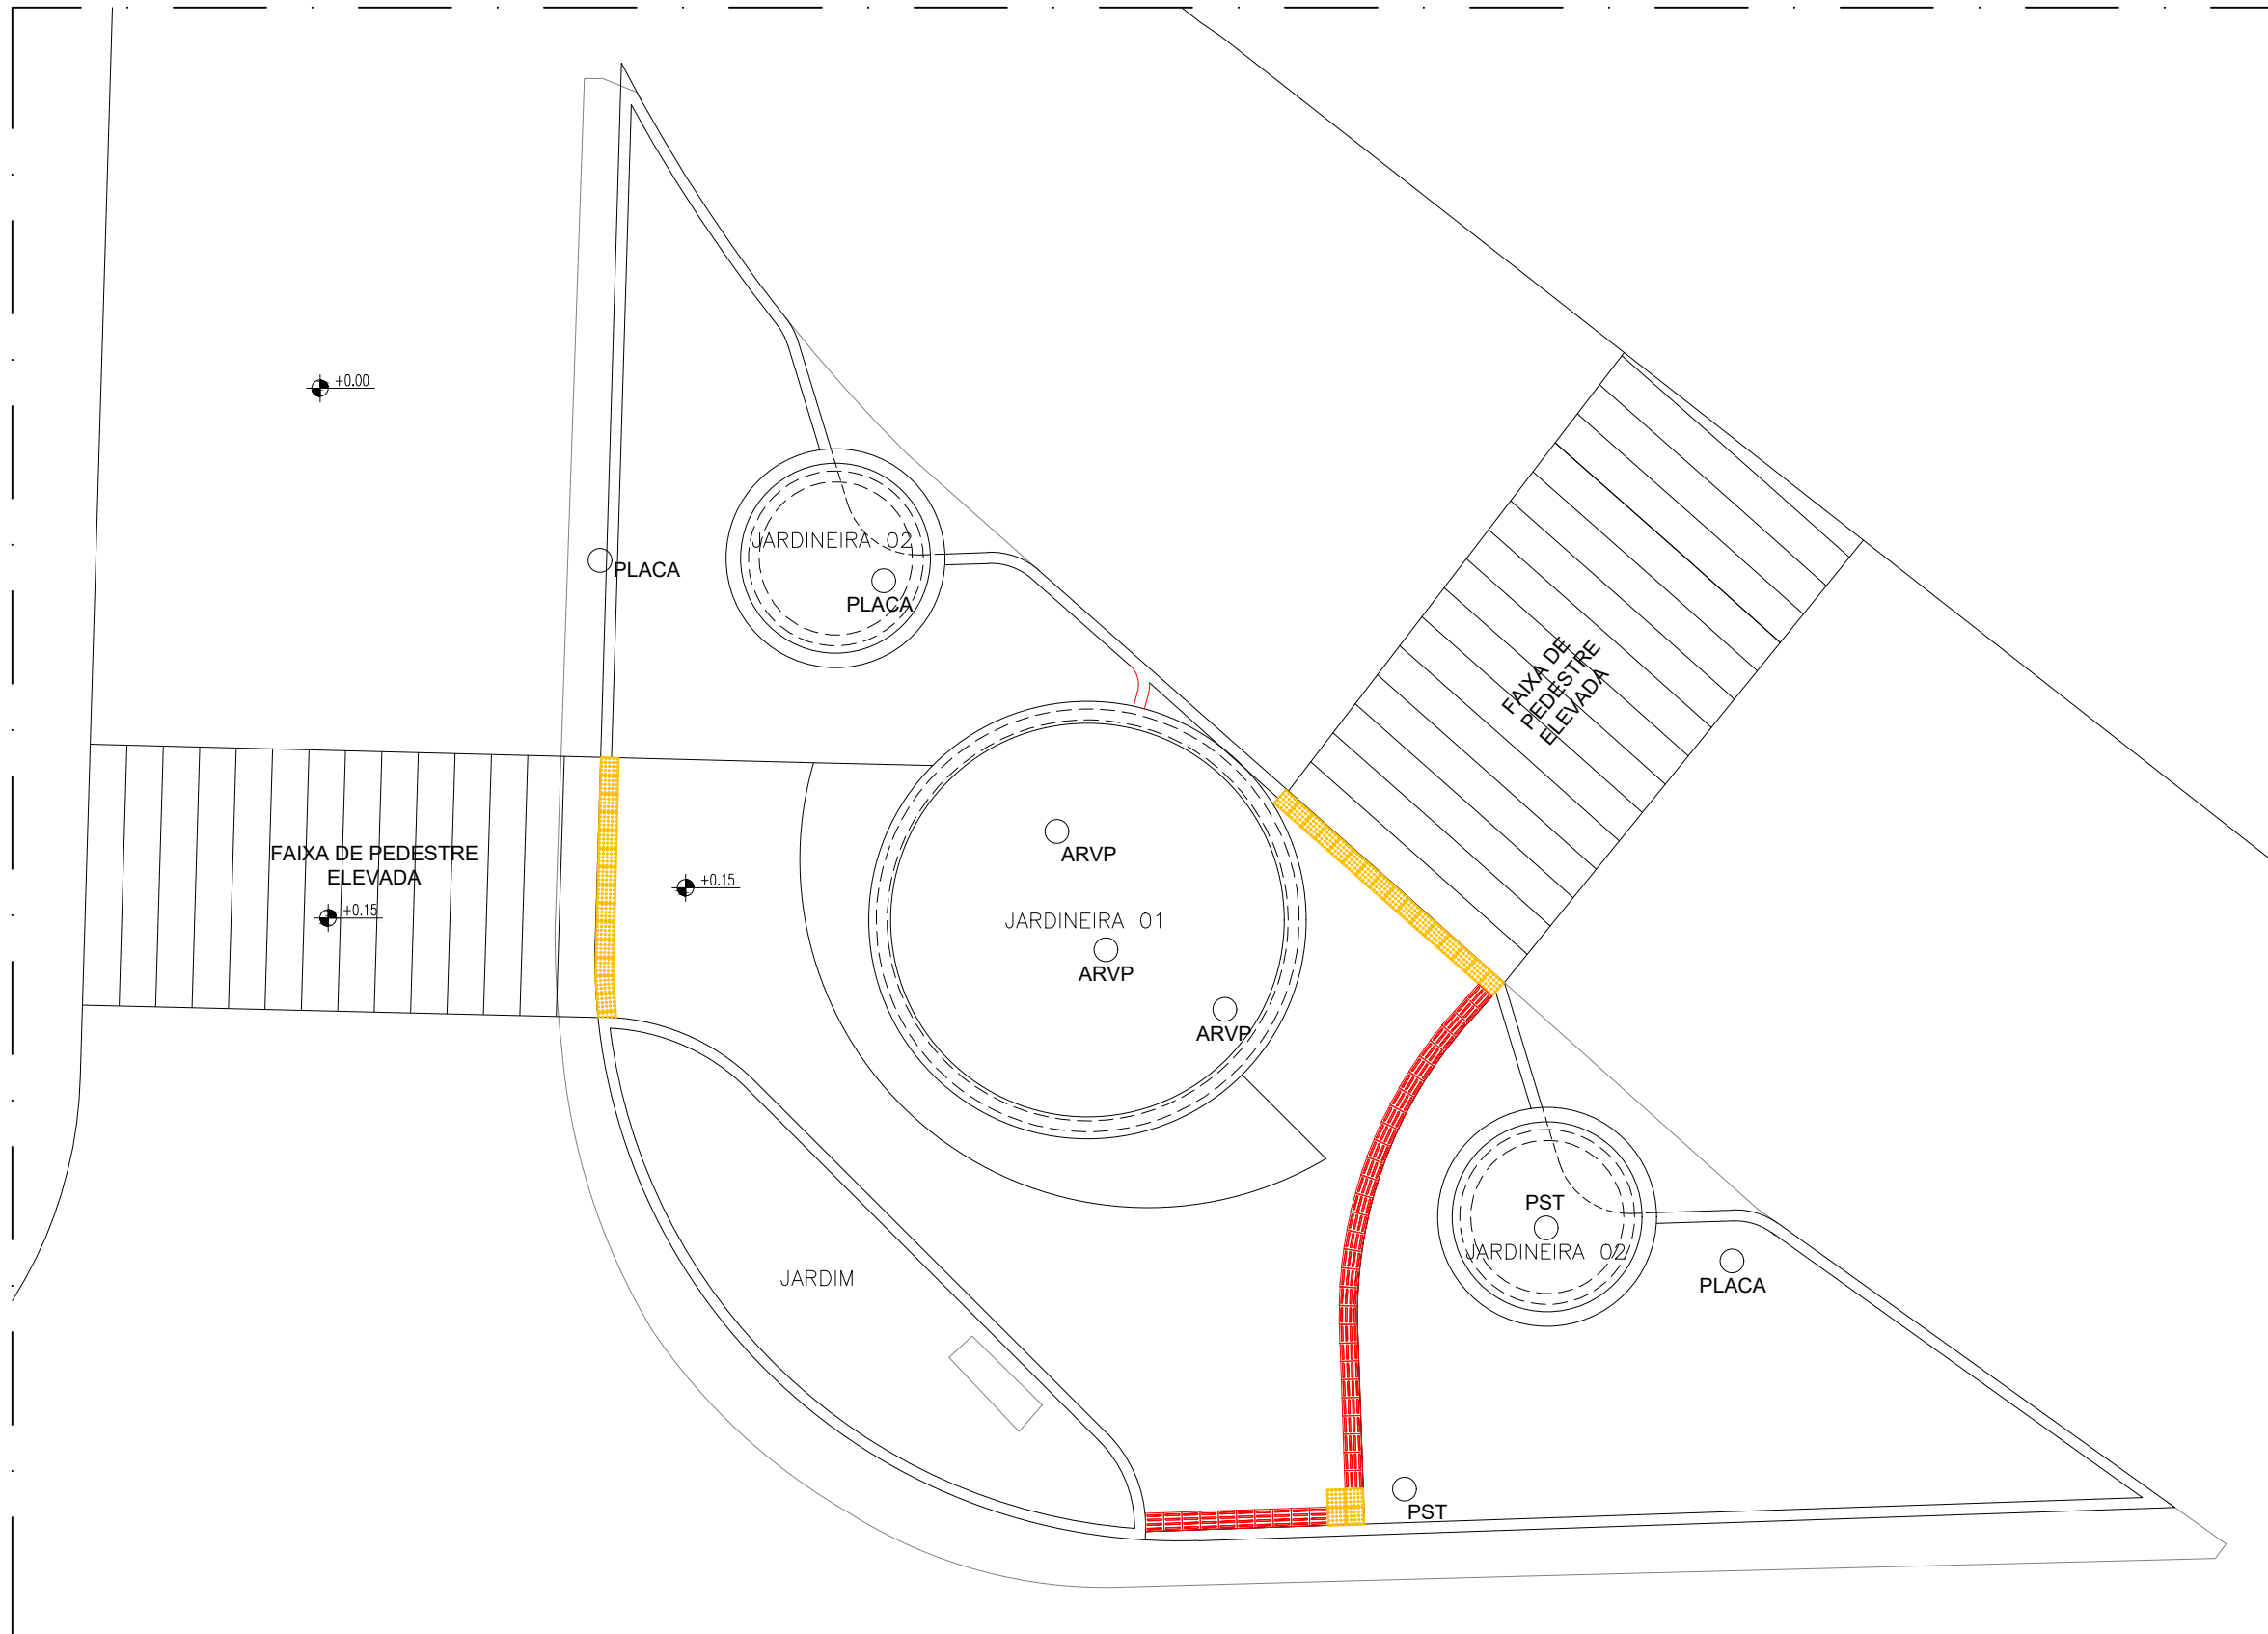 +0.00
JARDINEIRA 02
PLACA
PLACA
FAIXA DE
PEDESTRE
ELEVADA
FAIXA DE PEDESTRE
ELEVADA
+0.15
+0.15
ARVP
JARDINEIRA 01
ARVP
ARVP
PST
JARDINEIRA 02
PLACA
JARDIM
PST